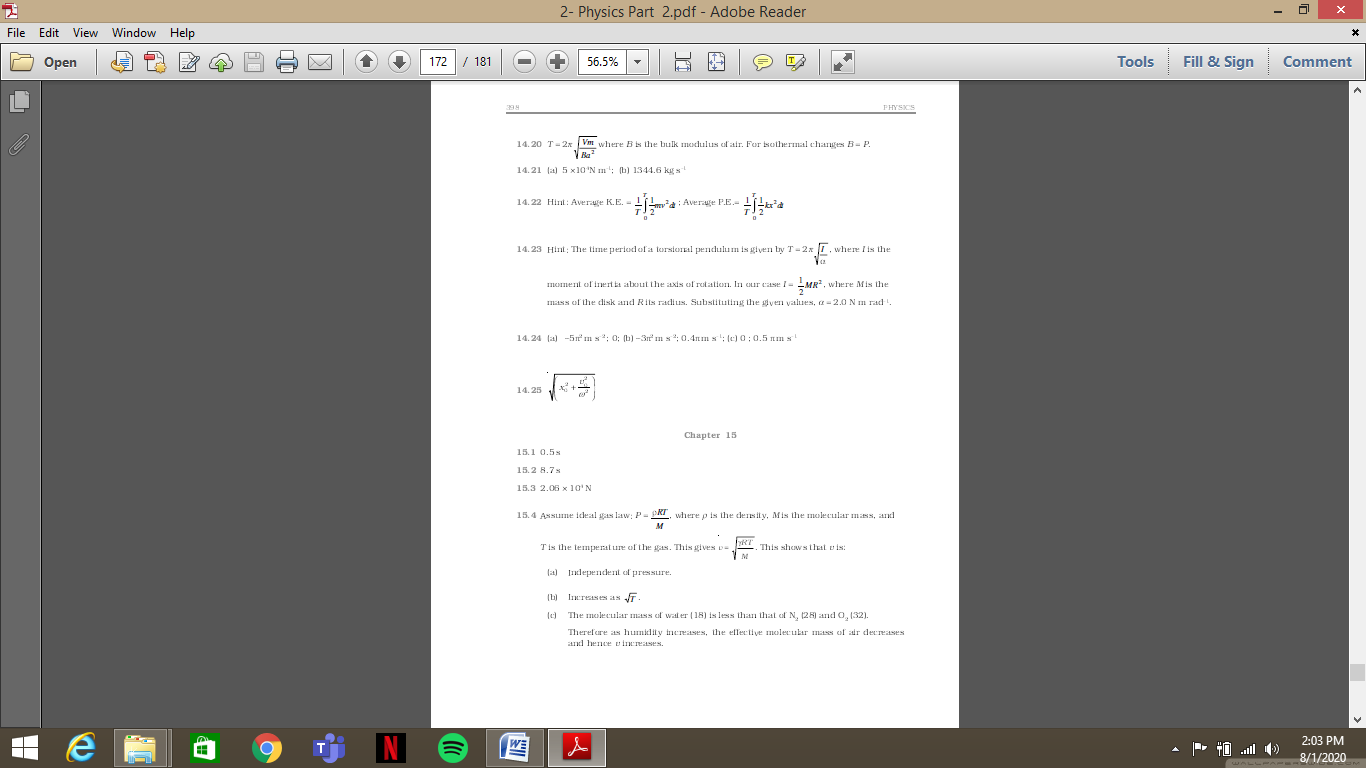 2- Physics Part 2.pdf - Adobe Reader
File Edit View Window Help
Open 172 / 181 56.5% Tools Fill & Sign Comment
398 PHYSICS
14.20 T = 2π √(Vm/Ba²) where B is the bulk modulus of air. For isothermal changes B = P.
14.21 (a) 5 ×10⁴N m⁻¹; (b) 1344.6 kg s⁻¹
14.22 Hint: Average K.E. = 1/T ∫₀ᵀ 1/2 mv²dt ; Average P.E.= 1/T ∫₀ᵀ 1/2 kx²dt
14.23 Hint: The time period of a torsional pendulum is given by T = 2π √(I/α) , where I is the
moment of inertia about the axis of rotation. In our case I = 1/2 MR², where M is the
mass of the disk and R its radius. Substituting the given values, α = 2.0 N m rad⁻¹.
14.24 (a) –5π² m s⁻²; 0; (b) –3π² m s⁻²; 0.4π m s⁻¹; (c) 0 ; 0.5 π m s⁻¹
14.25 √(x₀² + v₀²/ω²)
Chapter 15
15.1 0.5 s
15.2 8.7 s
15.3 2.06 × 10⁴ N
15.4 Assume ideal gas law: P = ρRT/M, where ρ is the density, M is the molecular mass, and
T is the temperature of the gas. This gives v = √(γRT/M). This shows that v is:
(a) Independent of pressure.
(b) Increases as √T .
(c) The molecular mass of water (18) is less than that of N₂ (28) and O₂ (32).
Therefore as humidity increases, the effective molecular mass of air decreases
and hence v increases.
2:03 PM
8/1/2020